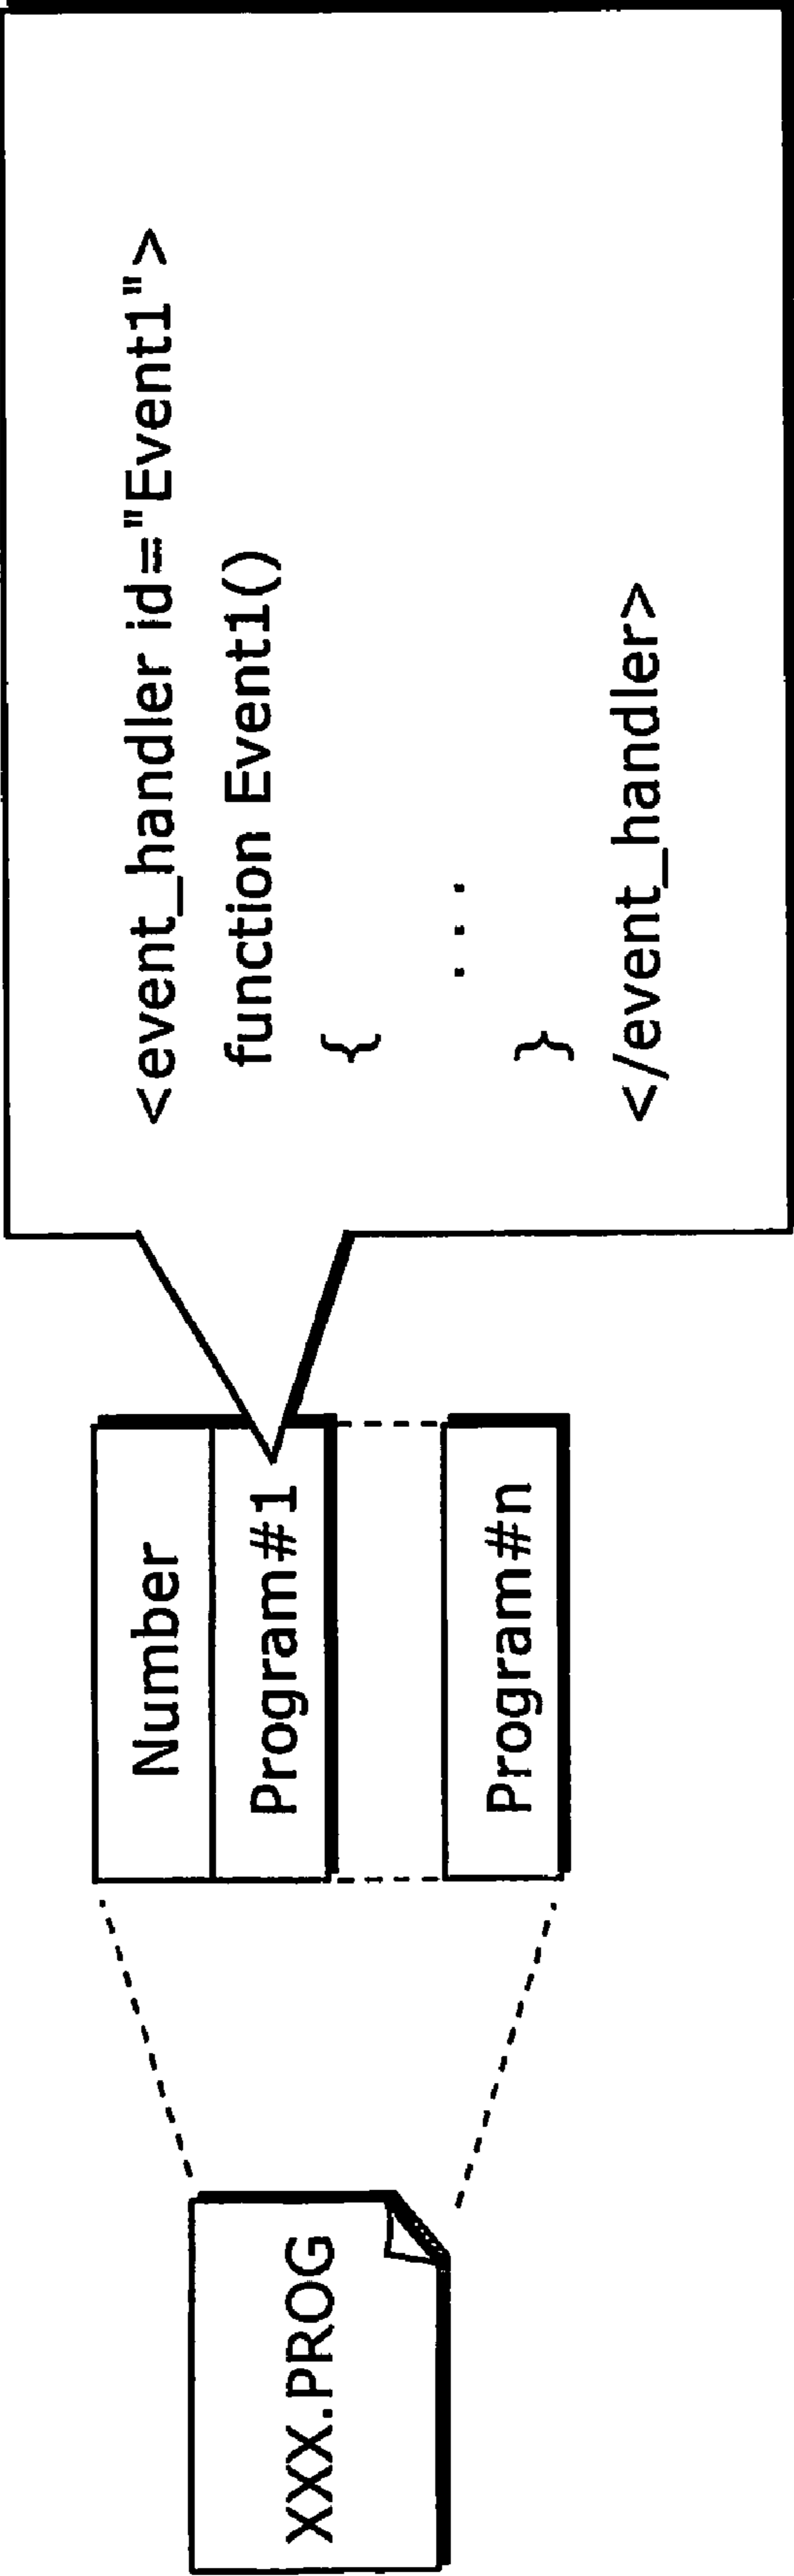 XXX.PROG
Number
Program#1
Program#n
<event_handler id="Event1">
function Event1()
{
...
}
</event_handler>